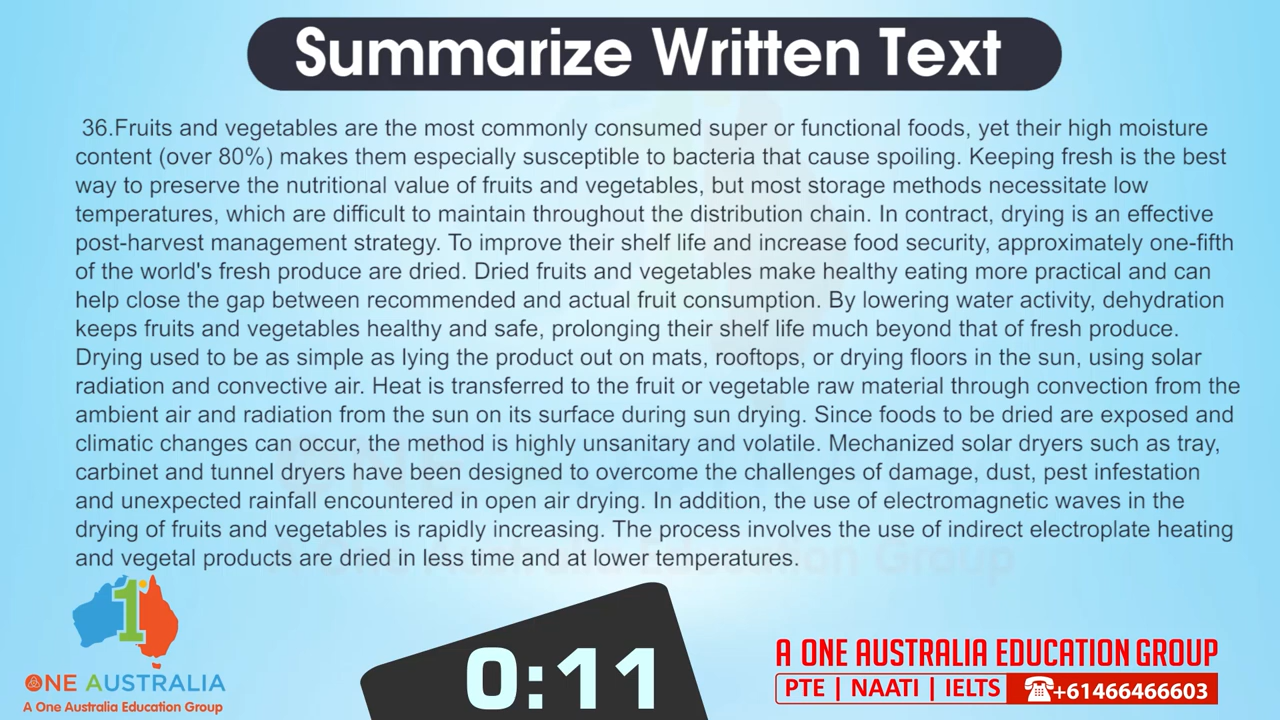 Summarize Written Text
36.Fruits and vegetables are the most commonly consumed super or functional foods, yet their high moisture
content (over 80%) makes them especially susceptible to bacteria that cause spoiling. Keeping fresh is the best
way to preserve the nutritional value of fruits and vegetables, but most storage methods necessitate low
temperatures, which are difficult to maintain throughout the distribution chain. In contract, drying is an effective
post-harvest management strategy. To improve their shelf life and increase food security, approximately one-fifth
of the world's fresh produce are dried. Dried fruits and vegetables make healthy eating more practical and can
help close the gap between recommended and actual fruit consumption. By lowering water activity, dehydration
keeps fruits and vegetables healthy and safe, prolonging their shelf life much beyond that of fresh produce.
Drying used to be as simple as lying the product out on mats, rooftops, or drying floors in the sun, using solar
radiation and convective air. Heat is transferred to the fruit or vegetable raw material through convection from the
ambient air and radiation from the sun on its surface during sun drying. Since foods to be dried are exposed and
climatic changes can occur, the method is highly unsanitary and volatile. Mechanized solar dryers such as tray,
carbinet and tunnel dryers have been designed to overcome the challenges of damage, dust, pest infestation
and unexpected rainfall encountered in open air drying. In addition, the use of electromagnetic waves in the
drying of fruits and vegetables is rapidly increasing. The process involves the use of indirect electroplate heating
and vegetal products are dried in less time and at lower temperatures.
1
ONE AUSTRALIA
A One Australia Education Group
0:11
A ONE AUSTRALIA EDUCATION GROUP
PTE | NAATI | IELTS +61466466603